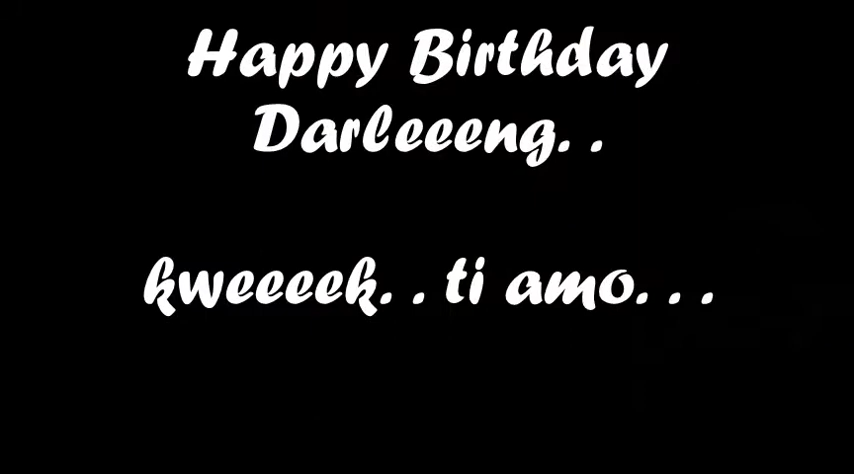 Happy Birthday
Darleeeng. .
kweeeek. . ti amo. . .